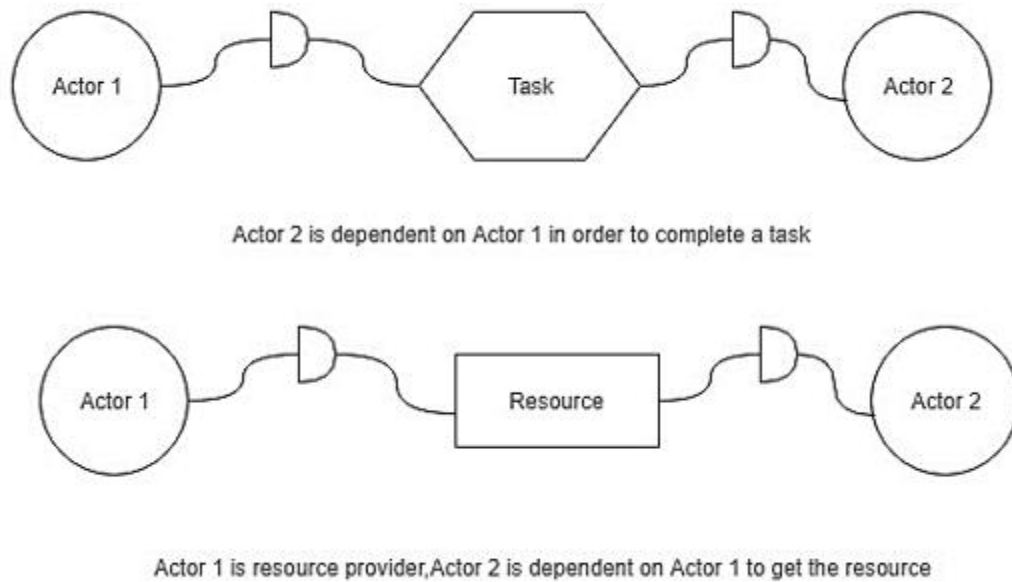 Actor 1
Task
Actor 2
Actor 2 is dependent on Actor 1 in order to complete a task
Actor 1
Resource
Actor 2
Actor 1 is resource provider,Actor 2 is dependent on Actor 1 to get the resource